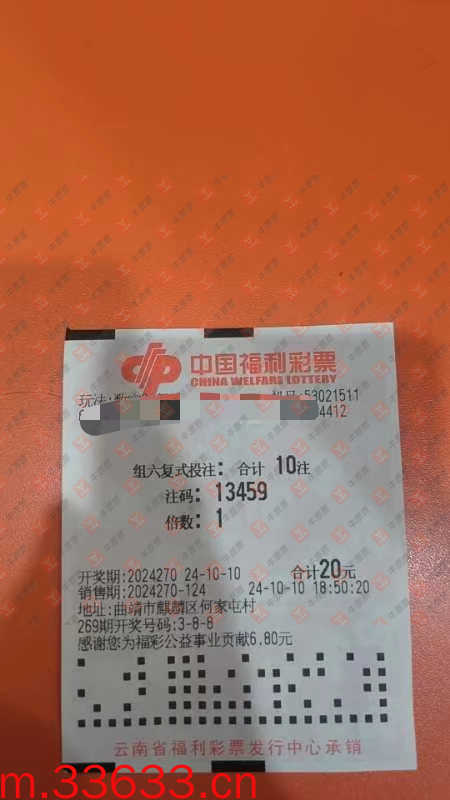 中国福利彩票
CHINA WELFARE LOTTERY
玩法: 机号:53021511
4412
组六复式投注: 合计 10注
注码: 13459
倍数: 1
开奖期:2024270 24-10-10 合计20元
销售期:2024270-124 24-10-10 18:50:20
地址:曲靖市麒麟区何家屯村
269期开奖号码:3-8-8
感谢您为福彩公益事业贡献6.80元
云南省福利彩票发行中心承销
m.33633.cn